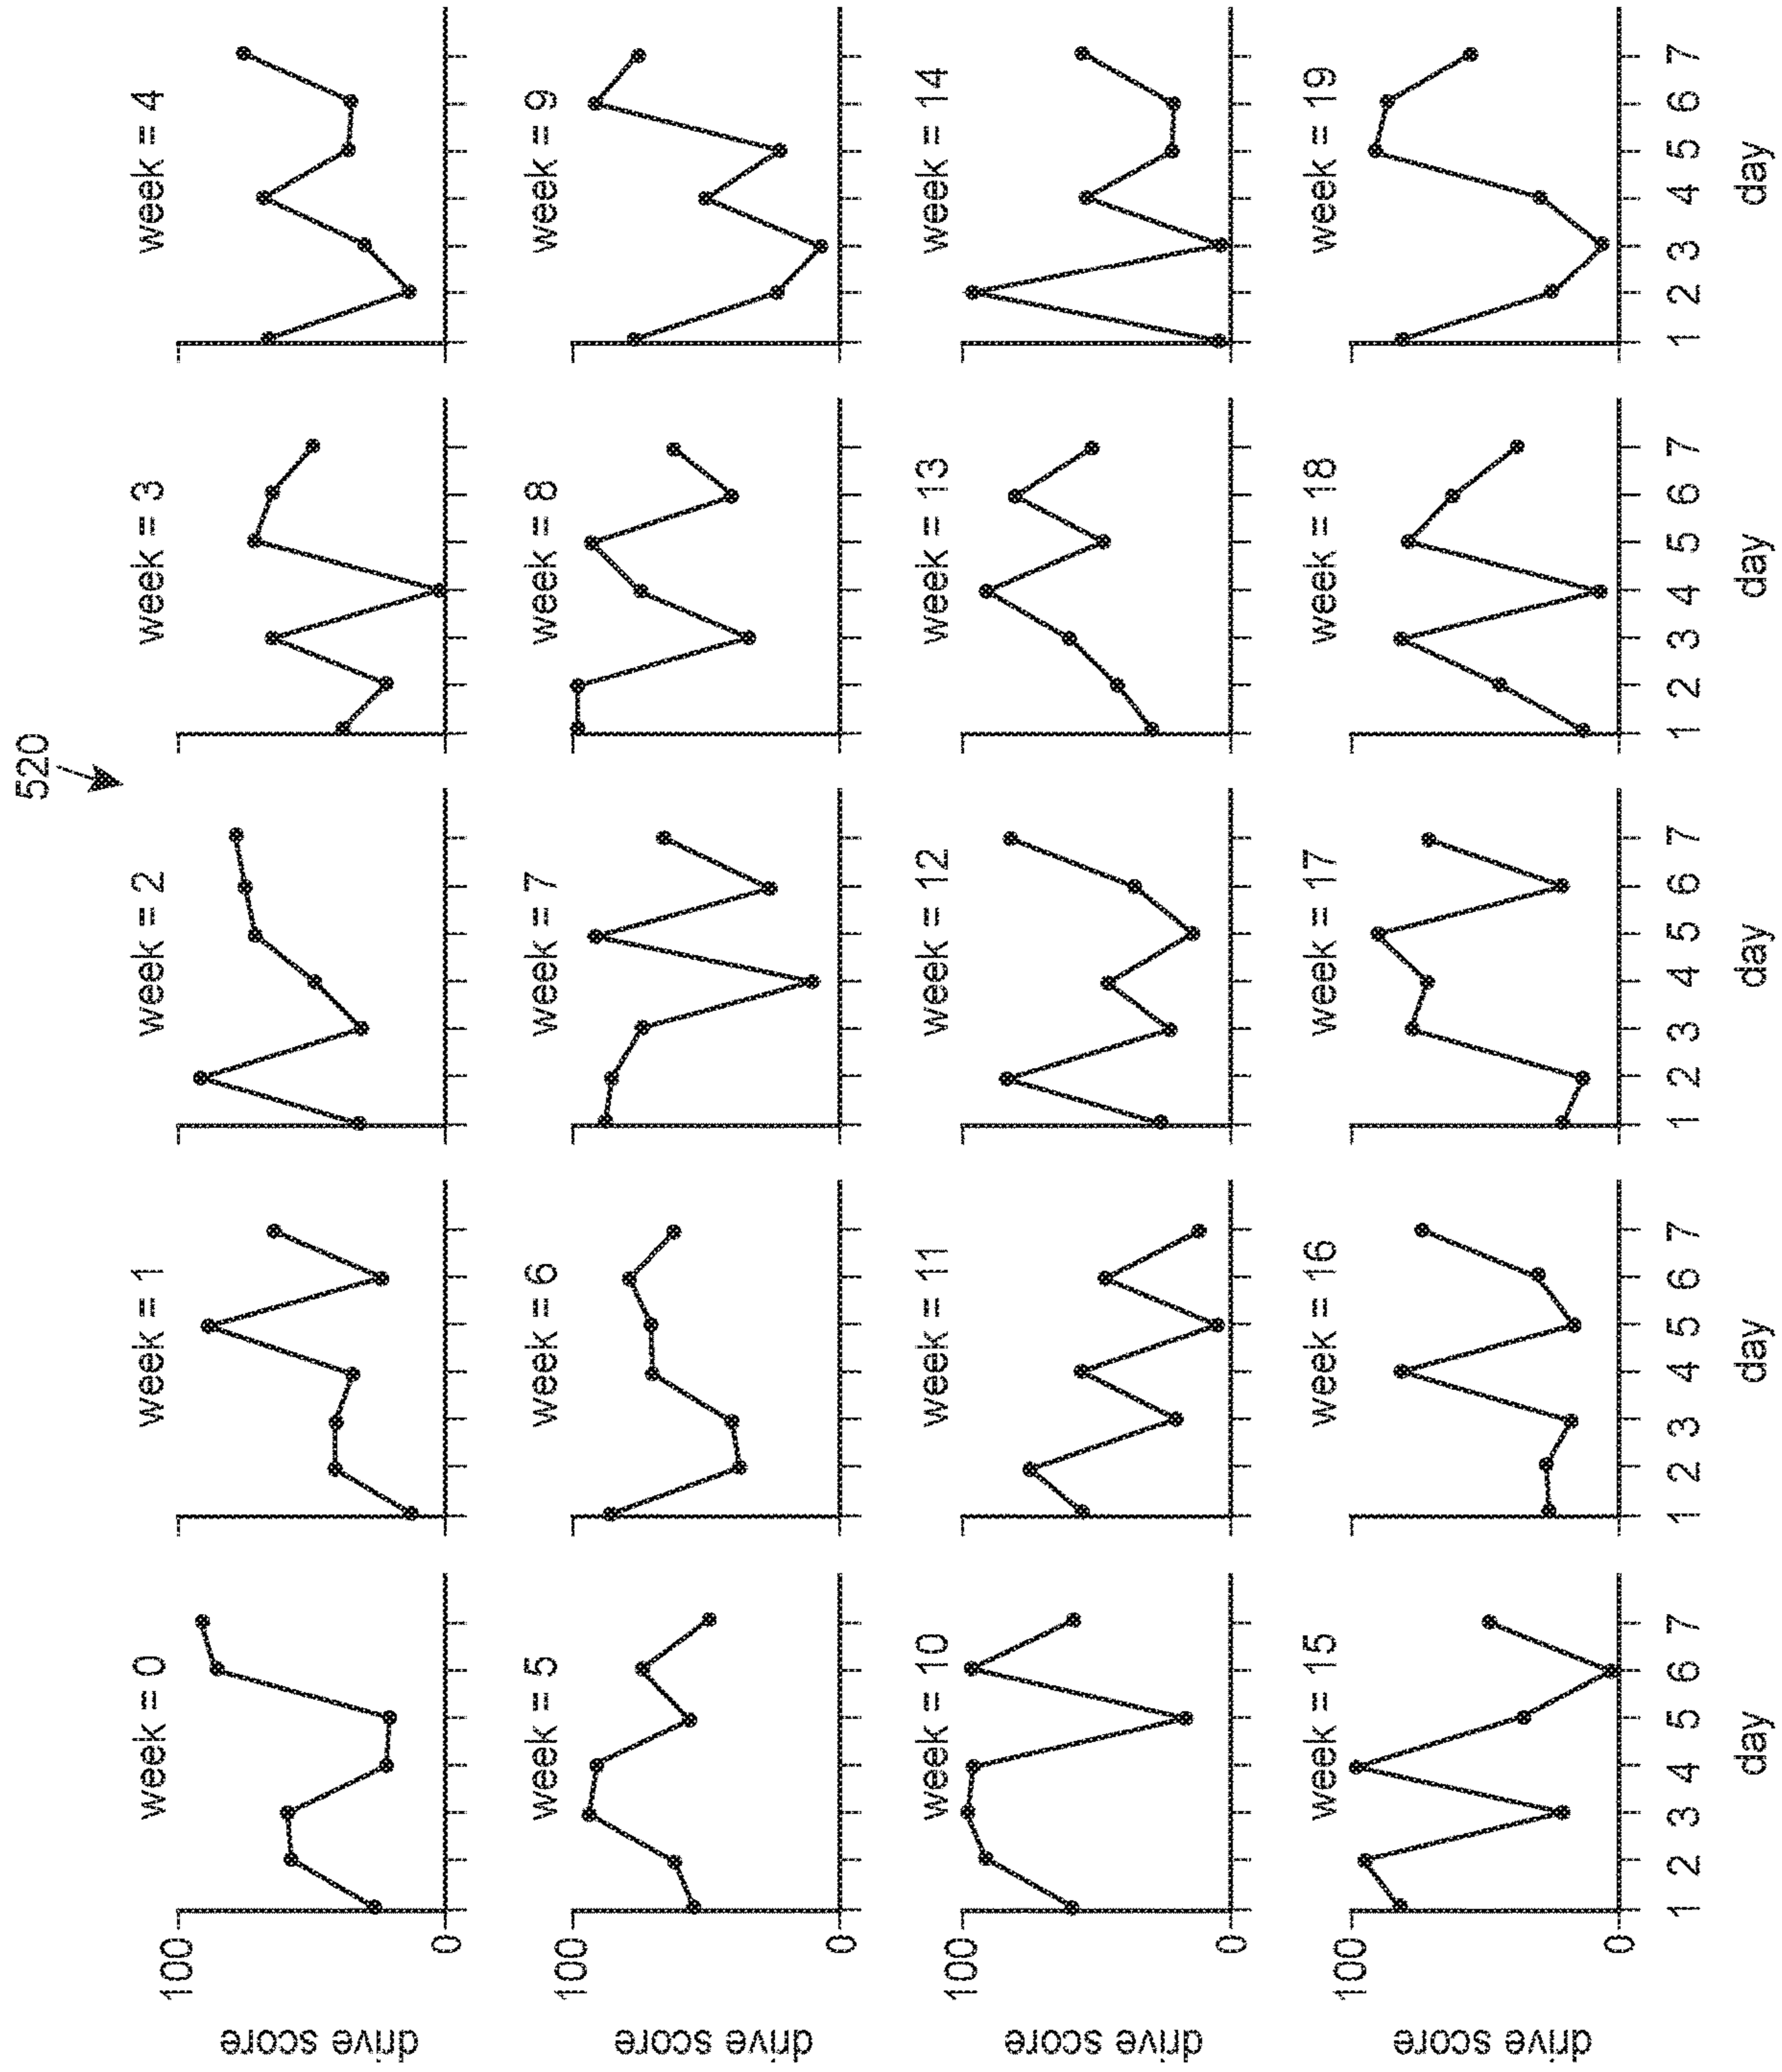 520
week = 0
week = 1
week = 2
week = 3
week = 4
drive score
100
0
week = 5
week = 6
week = 7
week = 8
week = 9
drive score
100
0
week = 10
week = 11
week = 12
week = 13
week = 14
drive score
100
0
week = 15
week = 16
week = 17
week = 18
week = 19
drive score
100
0
1 2 3 4 5 6 7
1 2 3 4 5 6 7
1 2 3 4 5 6 7
1 2 3 4 5 6 7
1 2 3 4 5 6 7
day
day
day
day
day